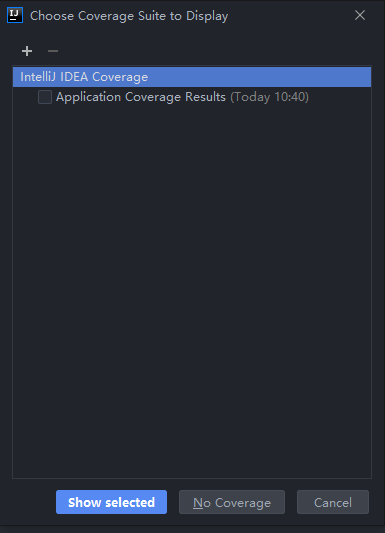 IJ
Choose Coverage Suite to Display
IntelliJ IDEA Coverage
Application Coverage Results (Today 10:40)
Show selected
No Coverage
Cancel